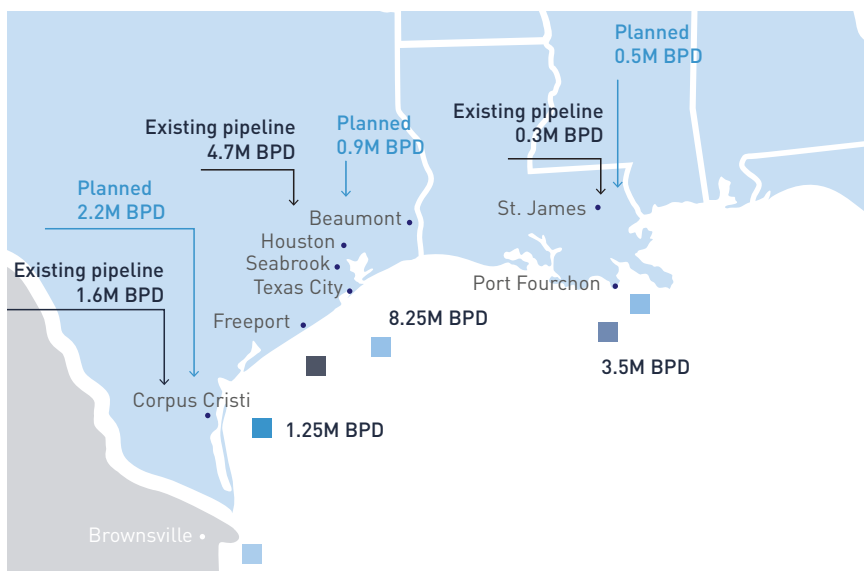 Planned
0.5M BPD
Existing pipeline
4.7M BPD
Planned
0.9M BPD
Existing pipeline
0.3M BPD
Planned
2.2M BPD
Beaumont
St. James
Houston
Seabrook
Existing pipeline
1.6M BPD
Texas City
Port Fourchon
Freeport
8.25M BPD
3.5M BPD
Corpus Cristi
1.25M BPD
Brownsville